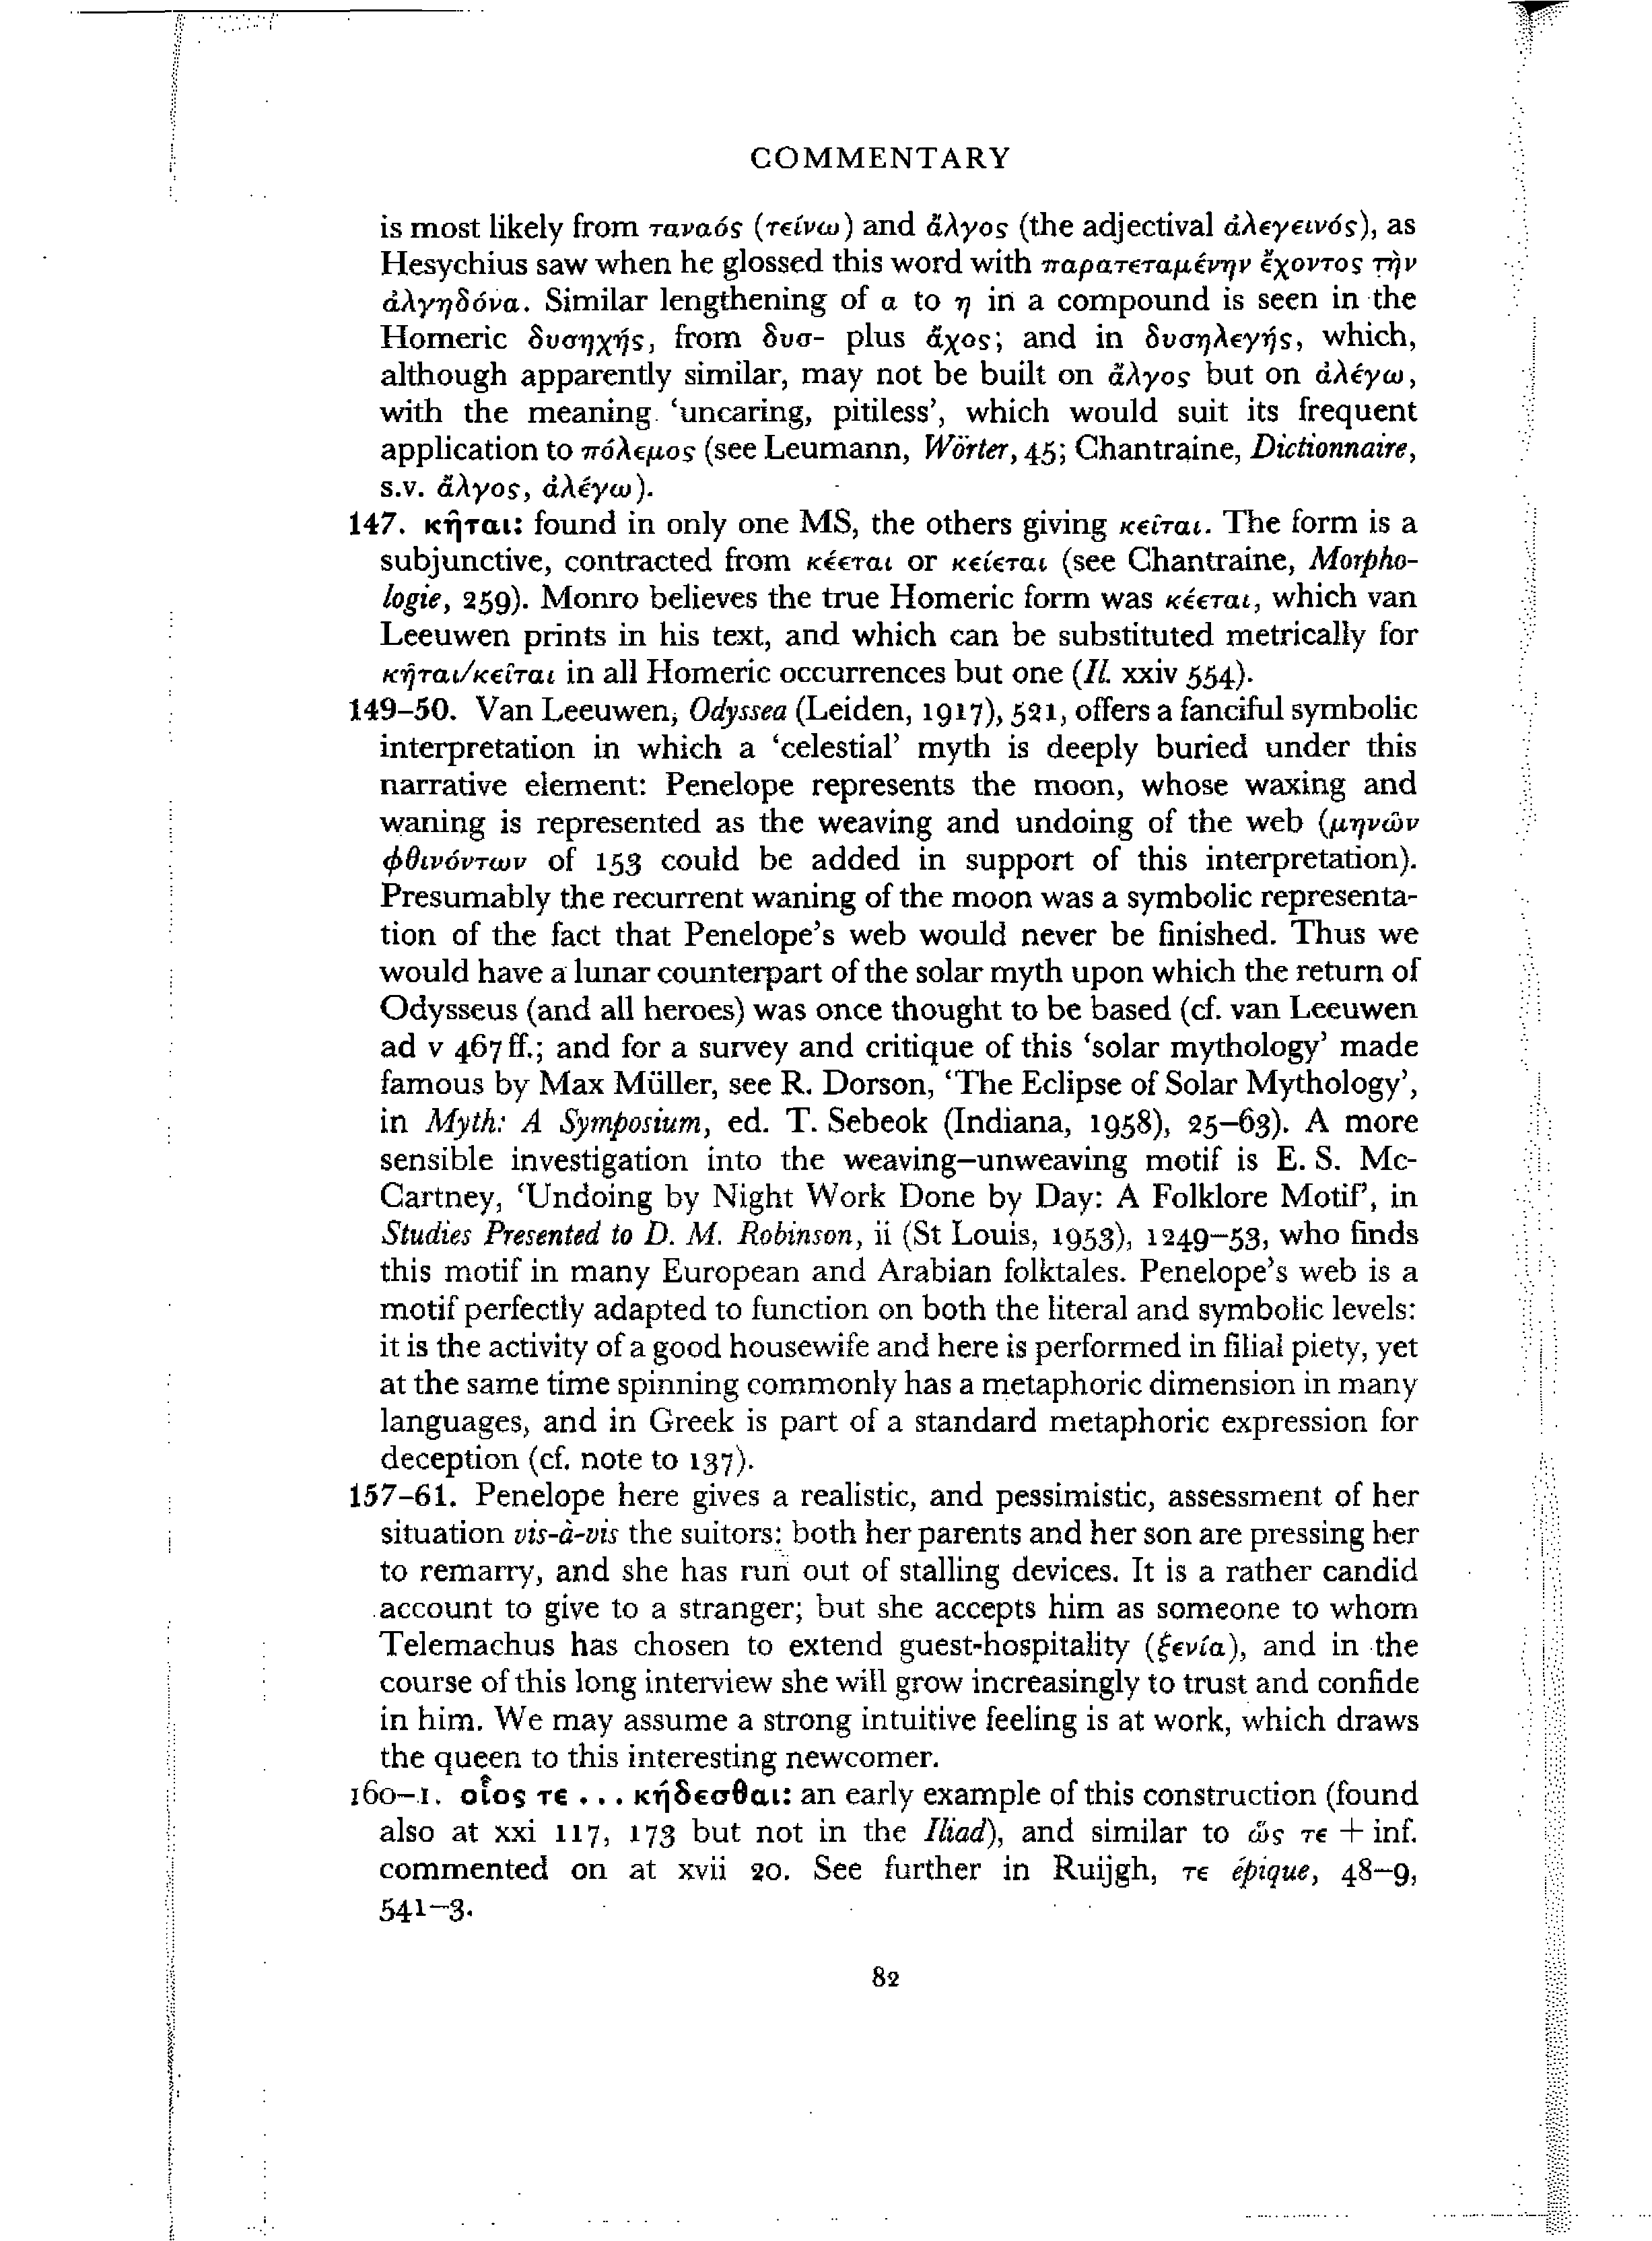 COMMENTARY
is most likely from ταναός (τείνω) and ἄλγος (the adjectival ἀλεγεινός), as
Hesychius saw when he glossed this word with παρατεταμένην ἔχοντος τὴν
ἀλγηδόνα. Similar lengthening of α to η in a compound is seen in the
Homeric δυσηχής, from δυσ- plus ἄχος; and in δυσηλεγής, which,
although apparently similar, may not be built on ἄλγος but on ἀλέγω,
with the meaning ‘uncaring, pitiless’, which would suit its frequent
application to πόλεμος (see Leumann, Wörter, 45; Chantraine, Dictionnaire,
s.v. ἄλγος, ἀλέγω).
147. κῆται: found in only one MS, the others giving κεῖται. The form is a
subjunctive, contracted from κέεται or κείεται (see Chantraine, Morpho-
logie, 259). Monro believes the true Homeric form was κέεται, which van
Leeuwen prints in his text, and which can be substituted metrically for
κῆται/κεῖται in all Homeric occurrences but one (Il. xxiv 554).
149–50. Van Leeuwen, Odyssea (Leiden, 1917), 521, offers a fanciful symbolic
interpretation in which a ‘celestial’ myth is deeply buried under this
narrative element: Penelope represents the moon, whose waxing and
waning is represented as the weaving and undoing of the web (μηνῶν
φθινόντων of 153 could be added in support of this interpretation).
Presumably the recurrent waning of the moon was a symbolic representa-
tion of the fact that Penelope’s web would never be finished. Thus we
would have a lunar counterpart of the solar myth upon which the return of
Odysseus (and all heroes) was once thought to be based (cf. van Leeuwen
ad v 467 ff.; and for a survey and critique of this ‘solar mythology’ made
famous by Max Müller, see R. Dorson, ‘The Eclipse of Solar Mythology’,
in Myth: A Symposium, ed. T. Sebeok (Indiana, 1958), 25–63). A more
sensible investigation into the weaving–unweaving motif is E. S. Mc-
Cartney, ‘Undoing by Night Work Done by Day: A Folklore Motif’, in
Studies Presented to D. M. Robinson, ii (St Louis, 1953), 1249–53, who finds
this motif in many European and Arabian folktales. Penelope’s web is a
motif perfectly adapted to function on both the literal and symbolic levels:
it is the activity of a good housewife and here is performed in filial piety, yet
at the same time spinning commonly has a metaphoric dimension in many
languages, and in Greek is part of a standard metaphoric expression for
deception (cf. note to 137).
157–61. Penelope here gives a realistic, and pessimistic, assessment of her
situation vis-à-vis the suitors: both her parents and her son are pressing her
to remarry, and she has run out of stalling devices. It is a rather candid
account to give to a stranger; but she accepts him as someone to whom
Telemachus has chosen to extend guest-hospitality (ξενία), and in the
course of this long interview she will grow increasingly to trust and confide
in him. We may assume a strong intuitive feeling is at work, which draws
the queen to this interesting newcomer.
160–1. οἷός τε . . . κήδεσθαι: an early example of this construction (found
also at xxi 117, 173 but not in the Iliad), and similar to ὥς τε + inf.
commented on at xvii 20. See further in Ruijgh, τε épique, 48–9,
541–3.
82